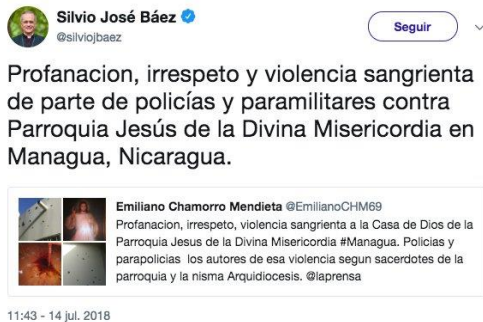 Silvio José Báez
@silviojbaez
Seguir
Profanacion, irrespeto y violencia sangrienta
de parte de policías y paramilitares contra
Parroquia Jesús de la Divina Misericordia en
Managua, Nicaragua.
Emiliano Chamorro Mendieta @EmilianoCHM69
Profanacion, irrespeto, violencia sangrienta a la Casa de Dios de la
Parroquia Jesus de la Divina Misericordia #Managua. Policias y
parapolicias los autores de esa violencia segun sacerdotes de la
parroquia y la nisma Arquidiocesis. @laprensa
11:43 - 14 jul. 2018